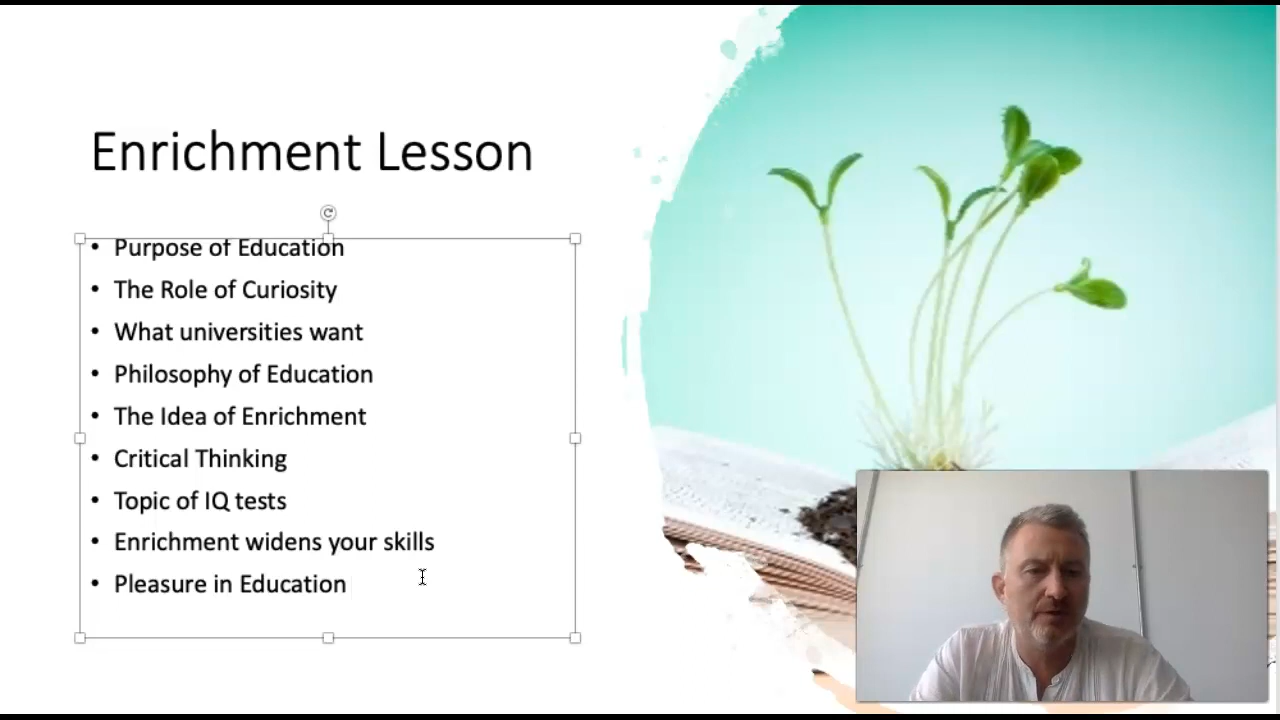 Enrichment Lesson
• Purpose of Education
• The Role of Curiosity
• What universities want
• Philosophy of Education
• The Idea of Enrichment
• Critical Thinking
• Topic of IQ tests
• Enrichment widens your skills
• Pleasure in Education